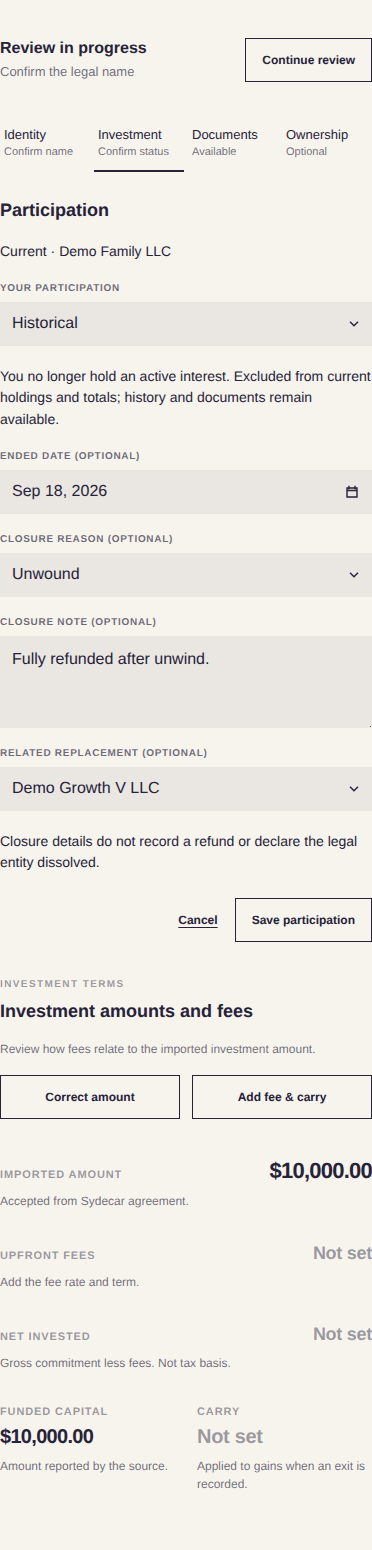 Review in progress
Confirm the legal name
Continue review
Identity
Confirm name
Investment
Confirm status
Documents
Available
Ownership
Optional
Participation
Current · Demo Family LLC
YOUR PARTICIPATION
Historical
You no longer hold an active interest. Excluded from current
holdings and totals; history and documents remain
available.
ENDED DATE (OPTIONAL)
Sep 18, 2026
CLOSURE REASON (OPTIONAL)
Unwound
CLOSURE NOTE (OPTIONAL)
Fully refunded after unwind.
RELATED REPLACEMENT (OPTIONAL)
Demo Growth V LLC
Closure details do not record a refund or declare the legal
entity dissolved.
Cancel
Save participation
INVESTMENT TERMS
Investment amounts and fees
Review how fees relate to the imported investment amount.
Correct amount
Add fee & carry
IMPORTED AMOUNT
$10,000.00
Accepted from Sydecar agreement.
UPFRONT FEES
Not set
Add the fee rate and term.
NET INVESTED
Not set
Gross commitment less fees. Not tax basis.
FUNDED CAPITAL
$10,000.00
Amount reported by the source.
CARRY
Not set
Applied to gains when an exit is
recorded.